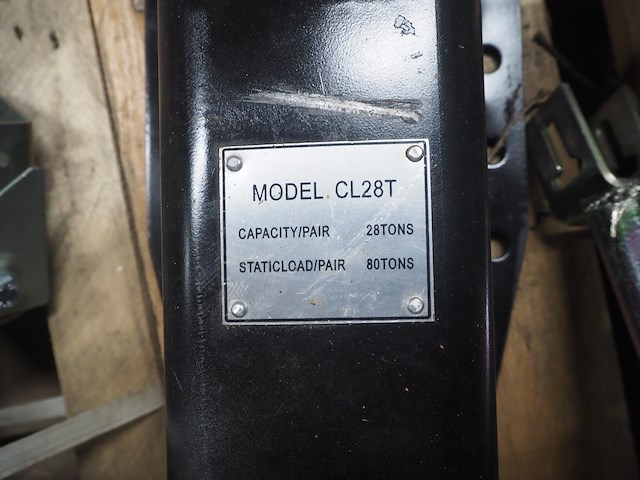 MODEL CL28T
CAPACITY/PAIR 28TONS
STATICLOAD/PAIR 80TONS